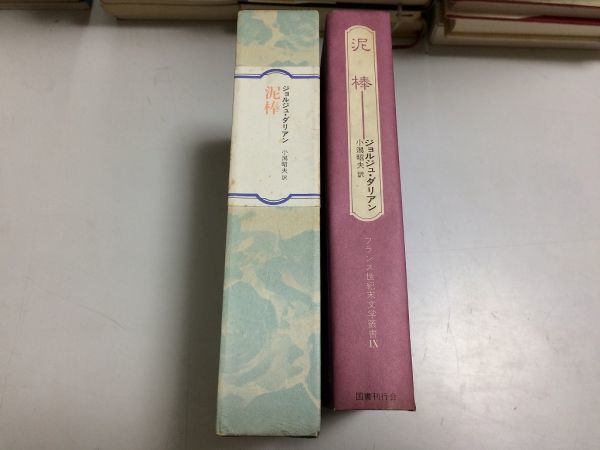 ジョルジュ・ダリアン
泥棒
小潟昭夫 訳
泥棒
ジョルジュ・ダリアン
小潟昭夫 訳
フランス世紀末文学叢書 IX
国書刊行会